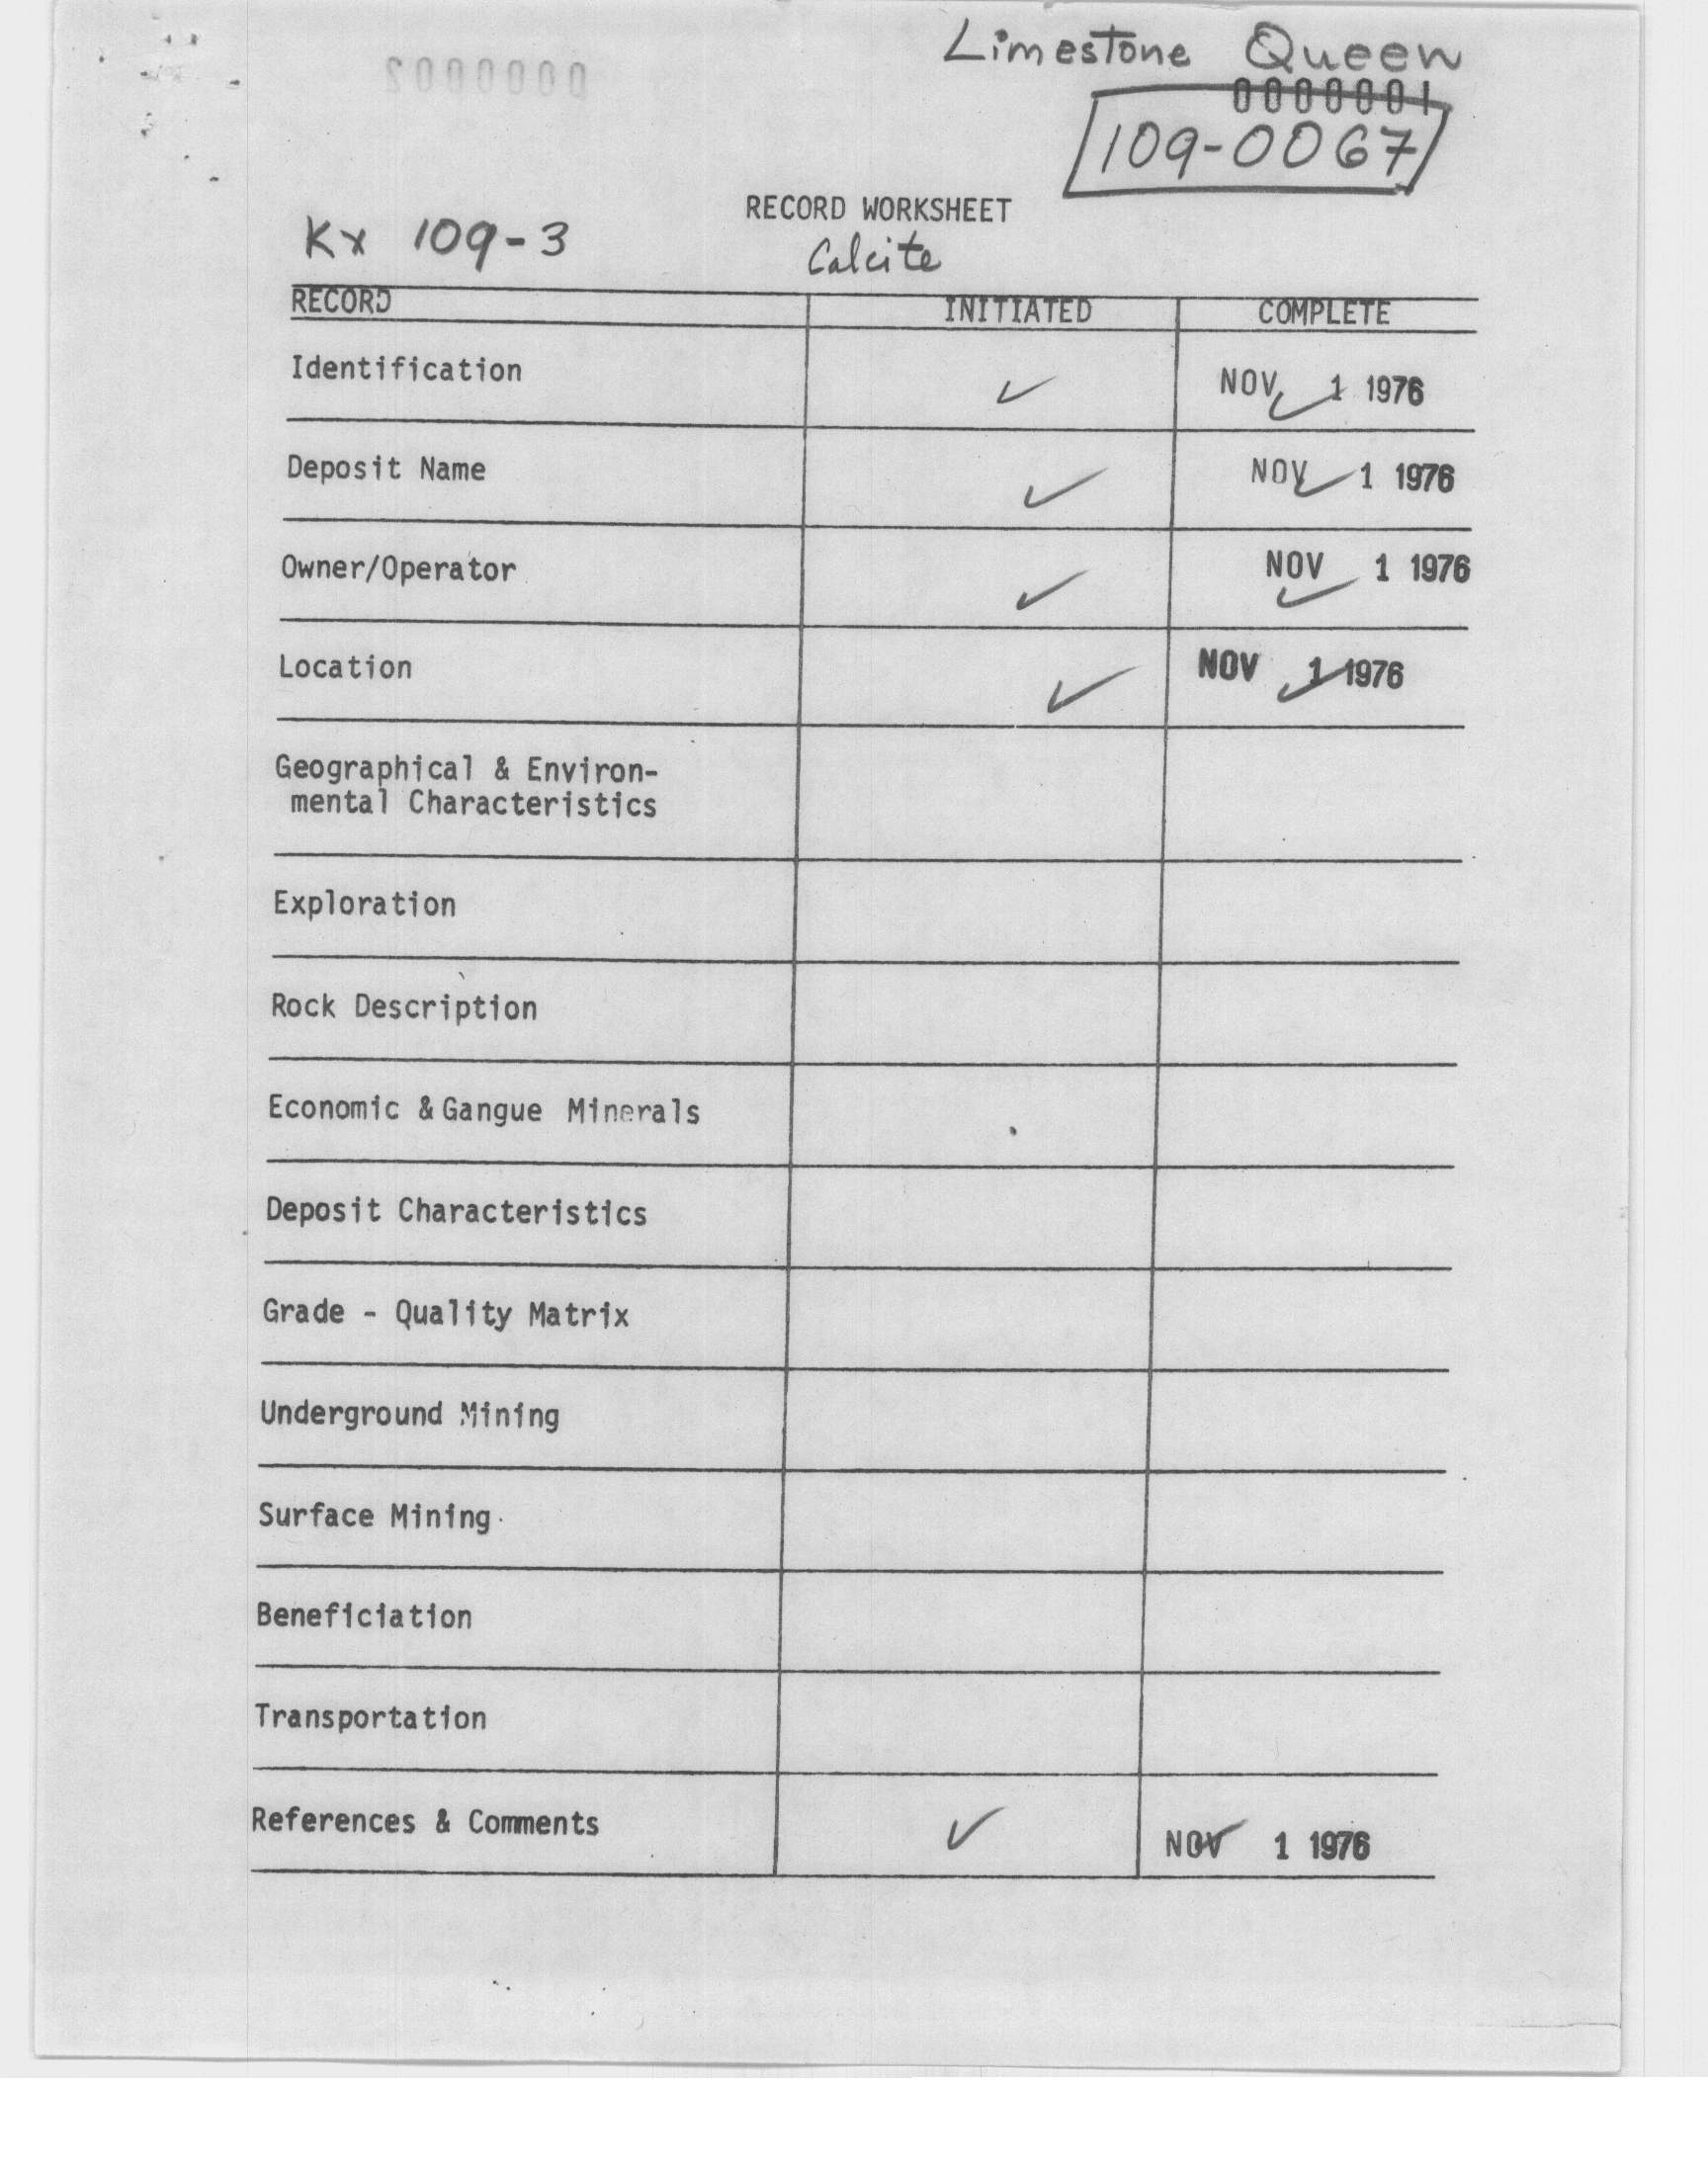 Limestone Queen
0000002
0000001
109-0067
RECORD WORKSHEET
Kx 109-3
Calcite
RECORD INITIATED COMPLETE
Identification ✓ NOV 1 1976 ✓
Deposit Name ✓ NOV 1 1976 ✓
Owner/Operator ✓ NOV 1 1976 ✓
Location ✓ NOV 1 1976 ✓
Geographical & Environ-
mental Characteristics
Exploration
Rock Description
Economic & Gangue Minerals
Deposit Characteristics
Grade - Quality Matrix
Underground Mining
Surface Mining
Beneficiation
Transportation
References & Comments ✓ NOV 1 1976 ✓